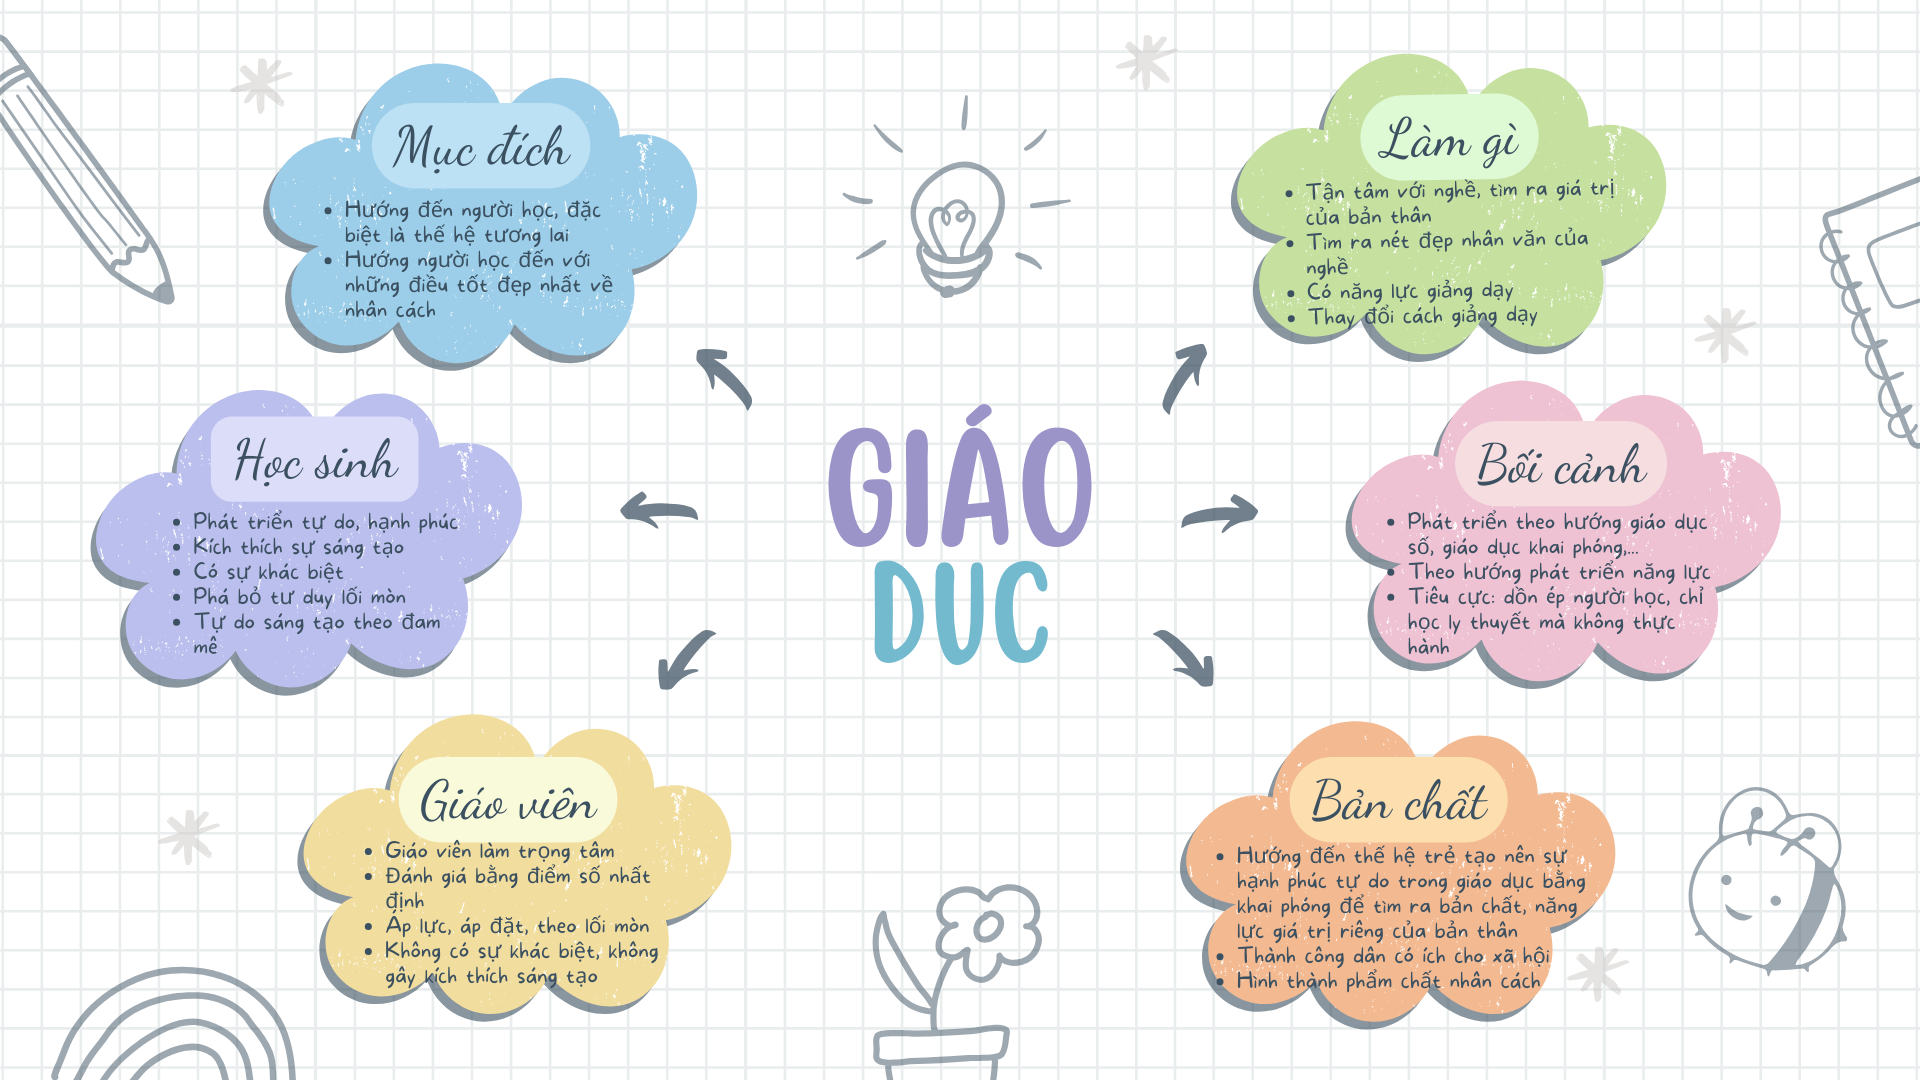 GIÁO
DUC
Mục đích
Hướng đến người học, đặc
biệt là thế hệ tương lai
Hướng người học đến với
những điều tốt đẹp nhất về
nhân cách
Làm gì
Tận tâm với nghề, tìm ra giá trị
của bản thân
Tìm ra nét đẹp nhân văn của
nghề
Có năng lực giảng dạy
Thay đổi cách giảng dạy
Học sinh
Phát triển tự do, hạnh phúc
Kích thích sự sáng tạo
Có sự khác biệt
Phá bỏ tư duy lối mòn
Tự do sáng tạo theo đam
mê
Bối cảnh
Phát triển theo hướng giáo dục
số, giáo dục khai phóng,...
Theo hướng phát triển năng lực
Tiêu cực: dồn ép người học, chỉ
học ly thuyết mà không thực
hành
Giáo viên
Giáo viên làm trọng tâm
Đánh giá bằng điểm số nhất
định
Áp lực, áp đặt, theo lối mòn
Không có sự khác biệt, không
gây kích thích sáng tạo
Bản chất
Hướng đến thế hệ trẻ tạo nên sự
hạnh phúc tự do trong giáo dục bằng
khai phóng để tìm ra bản chất, năng
lực giá trị riêng của bản thân
Thành công dân có ích cho xã hội
Hình thành phẩm chất nhân cách